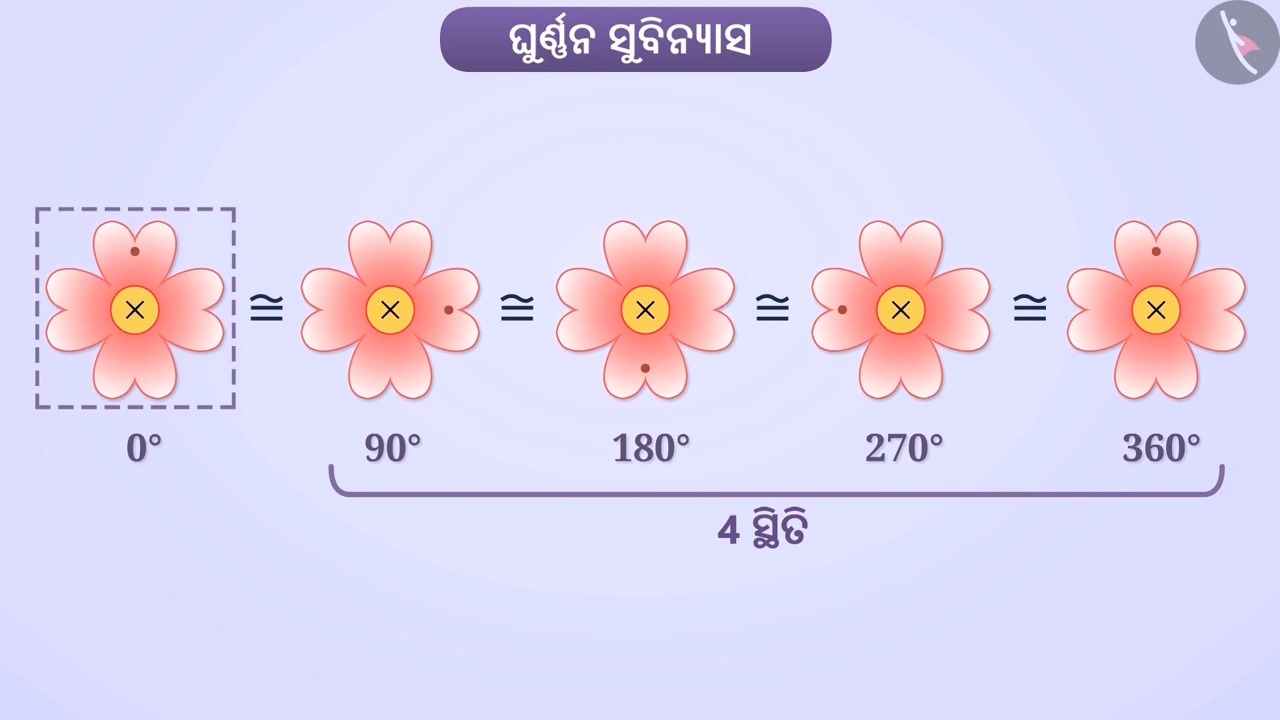 ଘୁର୍ଣ୍ଣନ ସୁବିନ୍ୟାସ
≅ ≅ ≅ ≅
0° 90° 180° 270° 360°
4 ସ୍ଥିତି